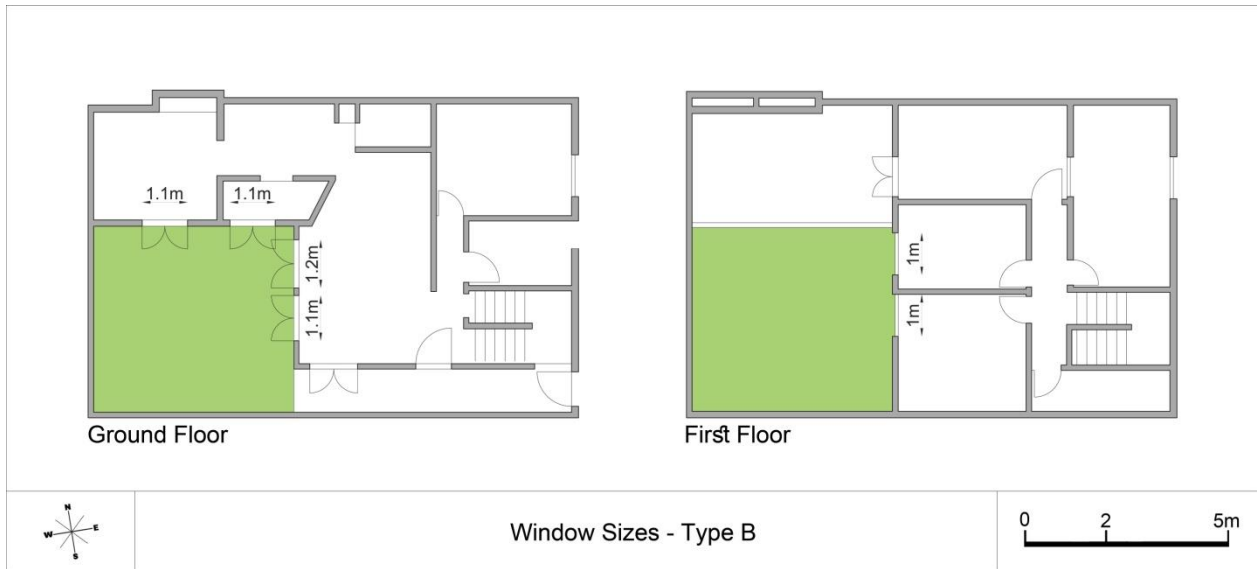 1.1m
1.1m
1.2m
1.1m
1m
1m
Ground Floor
First Floor
N
W E
S
Window Sizes - Type B
0 2 5m